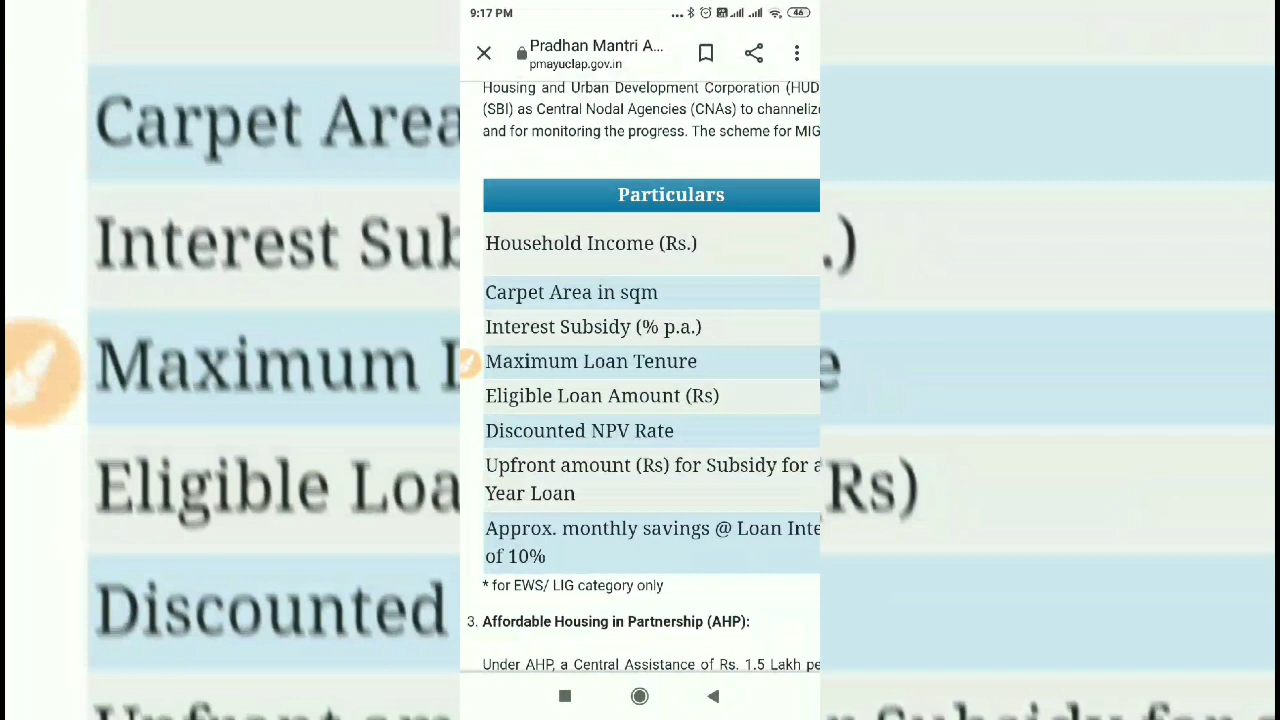 9:17 PM
46
Pradhan Mantri A...
pmayuclap.gov.in
Housing and Urban Development Corporation (HUD
(SBI) as Central Nodal Agencies (CNAs) to channeliz
and for monitoring the progress. The scheme for MIG
Particulars
Household Income (Rs.)
Carpet Area in sqm
Interest Subsidy (% p.a.)
Maximum Loan Tenure
Eligible Loan Amount (Rs)
Discounted NPV Rate
Upfront amount (Rs) for Subsidy for a
Year Loan
Approx. monthly savings @ Loan Inte
of 10%
* for EWS/ LIG category only
3. Affordable Housing in Partnership (AHP):
Under AHP, a Central Assistance of Rs. 1.5 Lakh pe
Carpet Area
Interest Sub .)
Maximum L e
Eligible Loa Rs)
Discounted